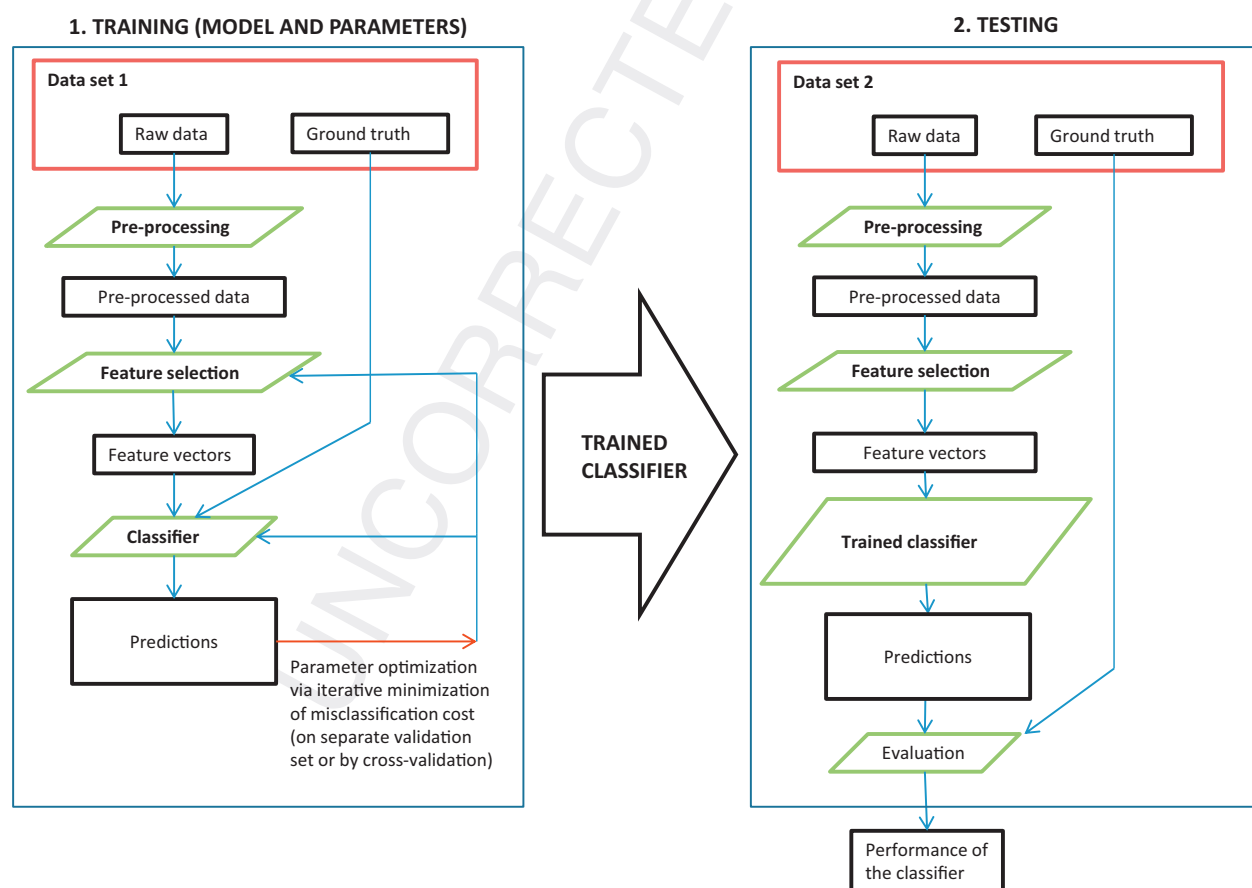 1. TRAINING (MODEL AND PARAMETERS)
Data set 1
Raw data
Ground truth
Pre-processing
Pre-processed data
Feature selection
Feature vectors
Classifier
Predictions
Parameter optimization
via iterative minimization
of misclassification cost
(on separate validation
set or by cross-validation)
TRAINED
CLASSIFIER
2. TESTING
Data set 2
Raw data
Ground truth
Pre-processing
Pre-processed data
Feature selection
Feature vectors
Trained classifier
Predictions
Evaluation
Performance of
the classifier
UNCORRECTE